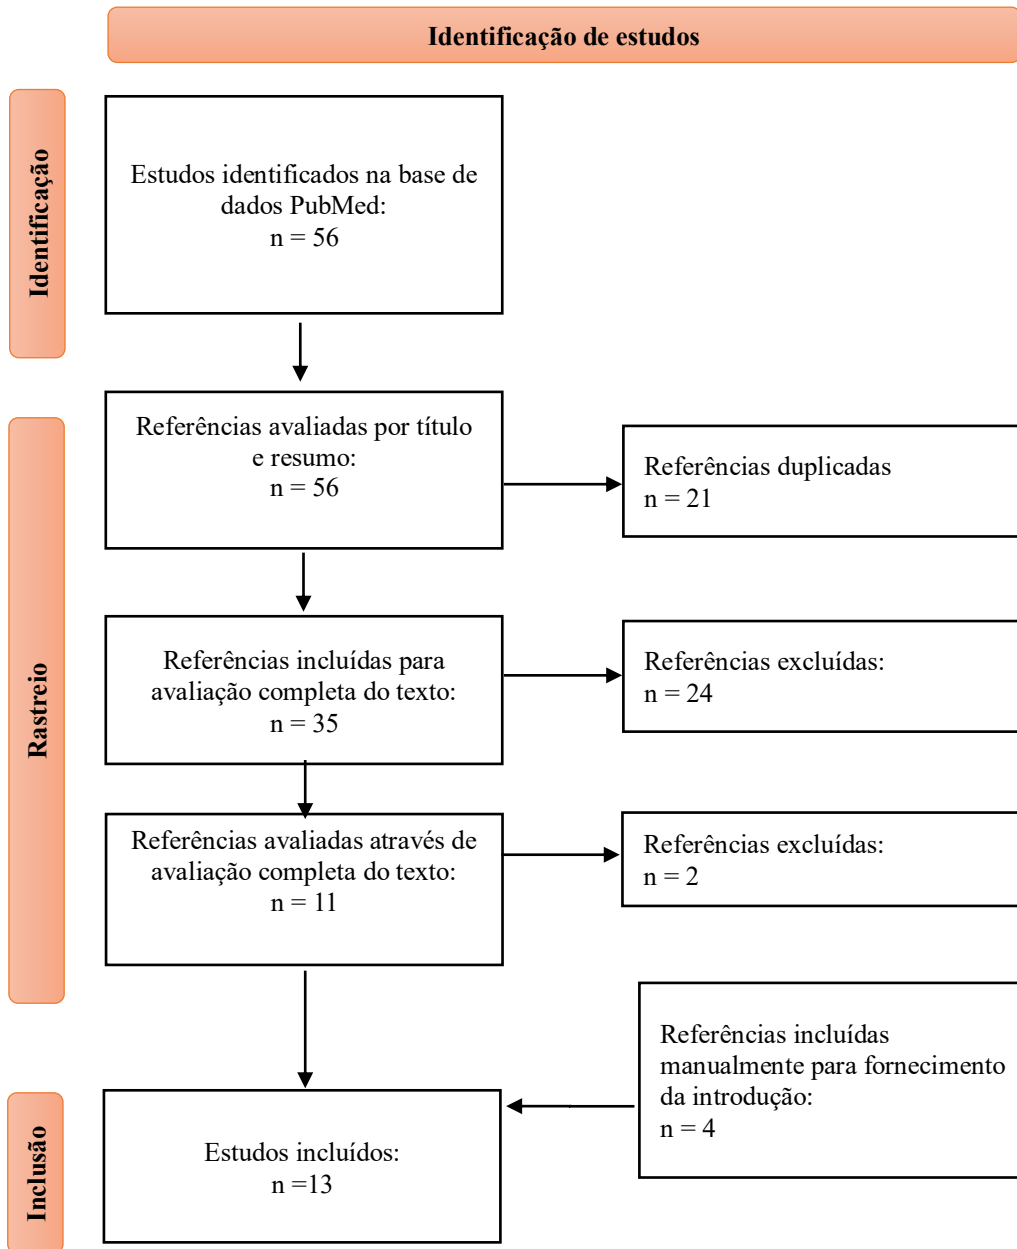 Identificação de estudos
Identificação
Estudos identificados na base de
dados PubMed:
n = 56
Rastreio
Referências avaliadas por título
e resumo:
n = 56
Referências duplicadas
n = 21
Referências incluídas para
avaliação completa do texto:
n = 35
Referências excluídas:
n = 24
Referências avaliadas através de
avaliação completa do texto:
n = 11
Referências excluídas:
n = 2
Referências incluídas
manualmente para fornecimento
da introdução:
n = 4
Inclusão
Estudos incluídos:
n =13